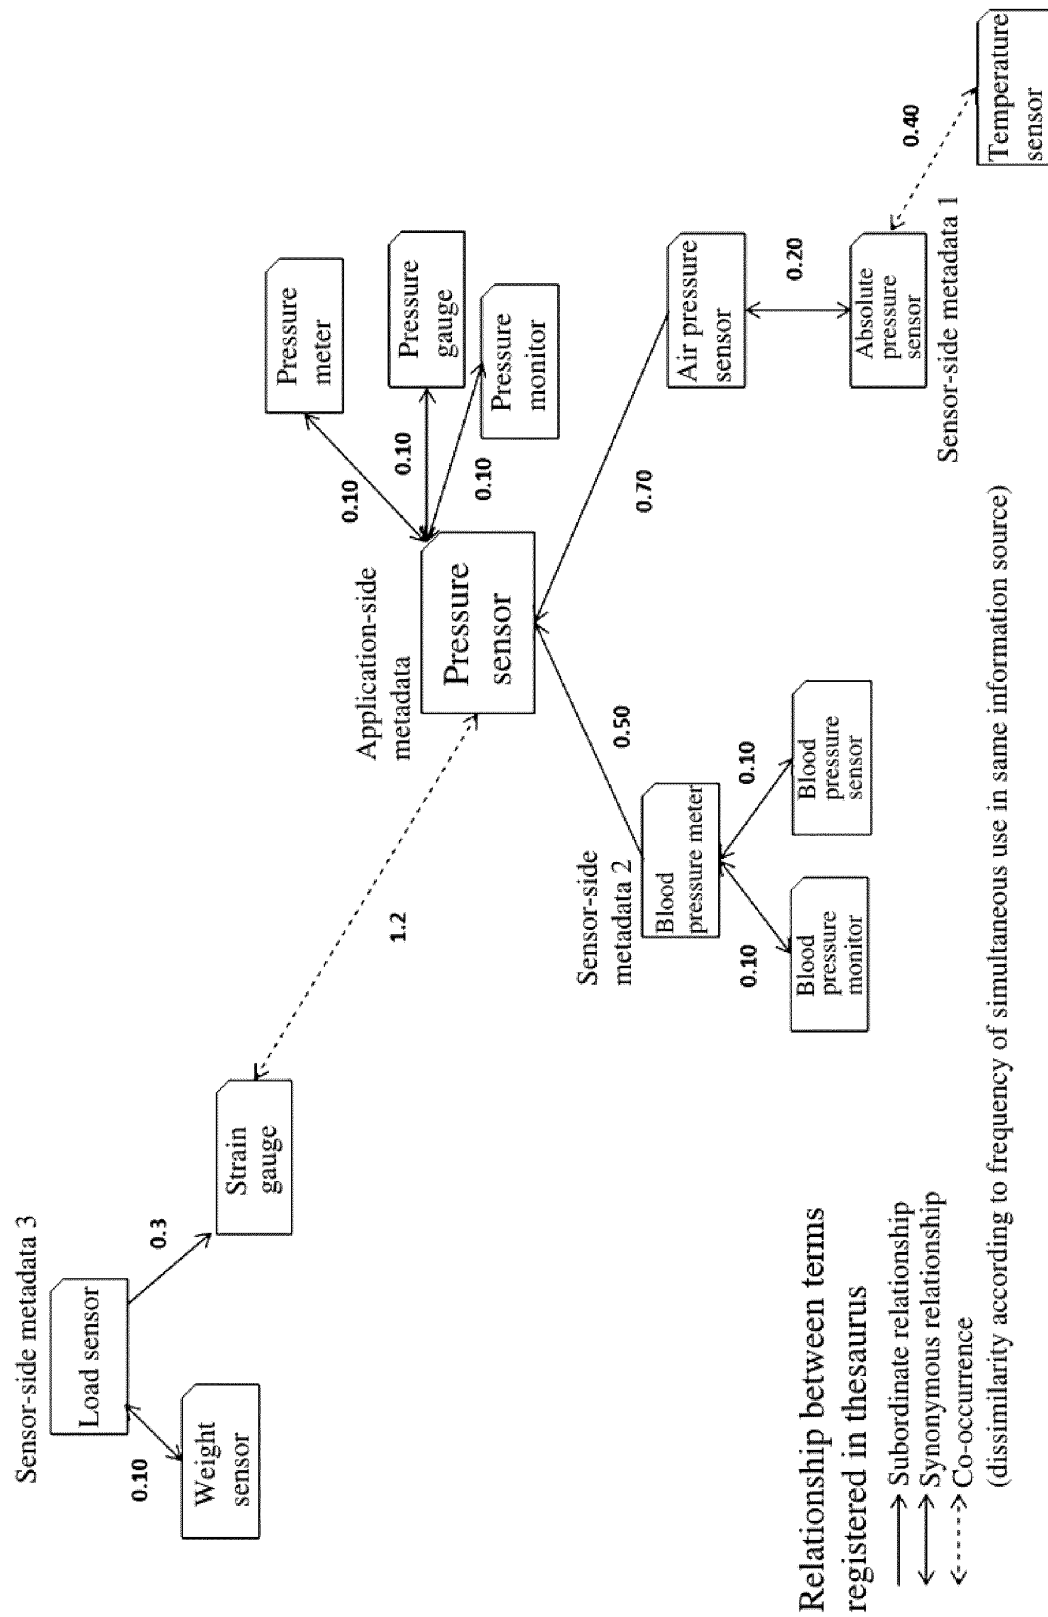 Sensor-side metadata 3
Load sensor
0.10
Weight
sensor
0.3
Strain
gauge
1.2
Application-side
metadata
Pressure
sensor
0.10
Pressure
meter
0.10
Pressure
gauge
0.10
Pressure
monitor
Sensor-side
metadata 2
Blood
pressure meter
0.50
0.10
Blood
pressure
monitor
0.10
Blood
pressure
sensor
0.70
Air pressure
sensor
0.20
Absolute
pressure
sensor
Sensor-side metadata 1
0.40
Temperature
sensor
Relationship between terms
registered in thesaurus
Subordinate relationship
Synonymous relationship
Co-occurrence
(dissimilarity according to frequency of simultaneous use in same information source)